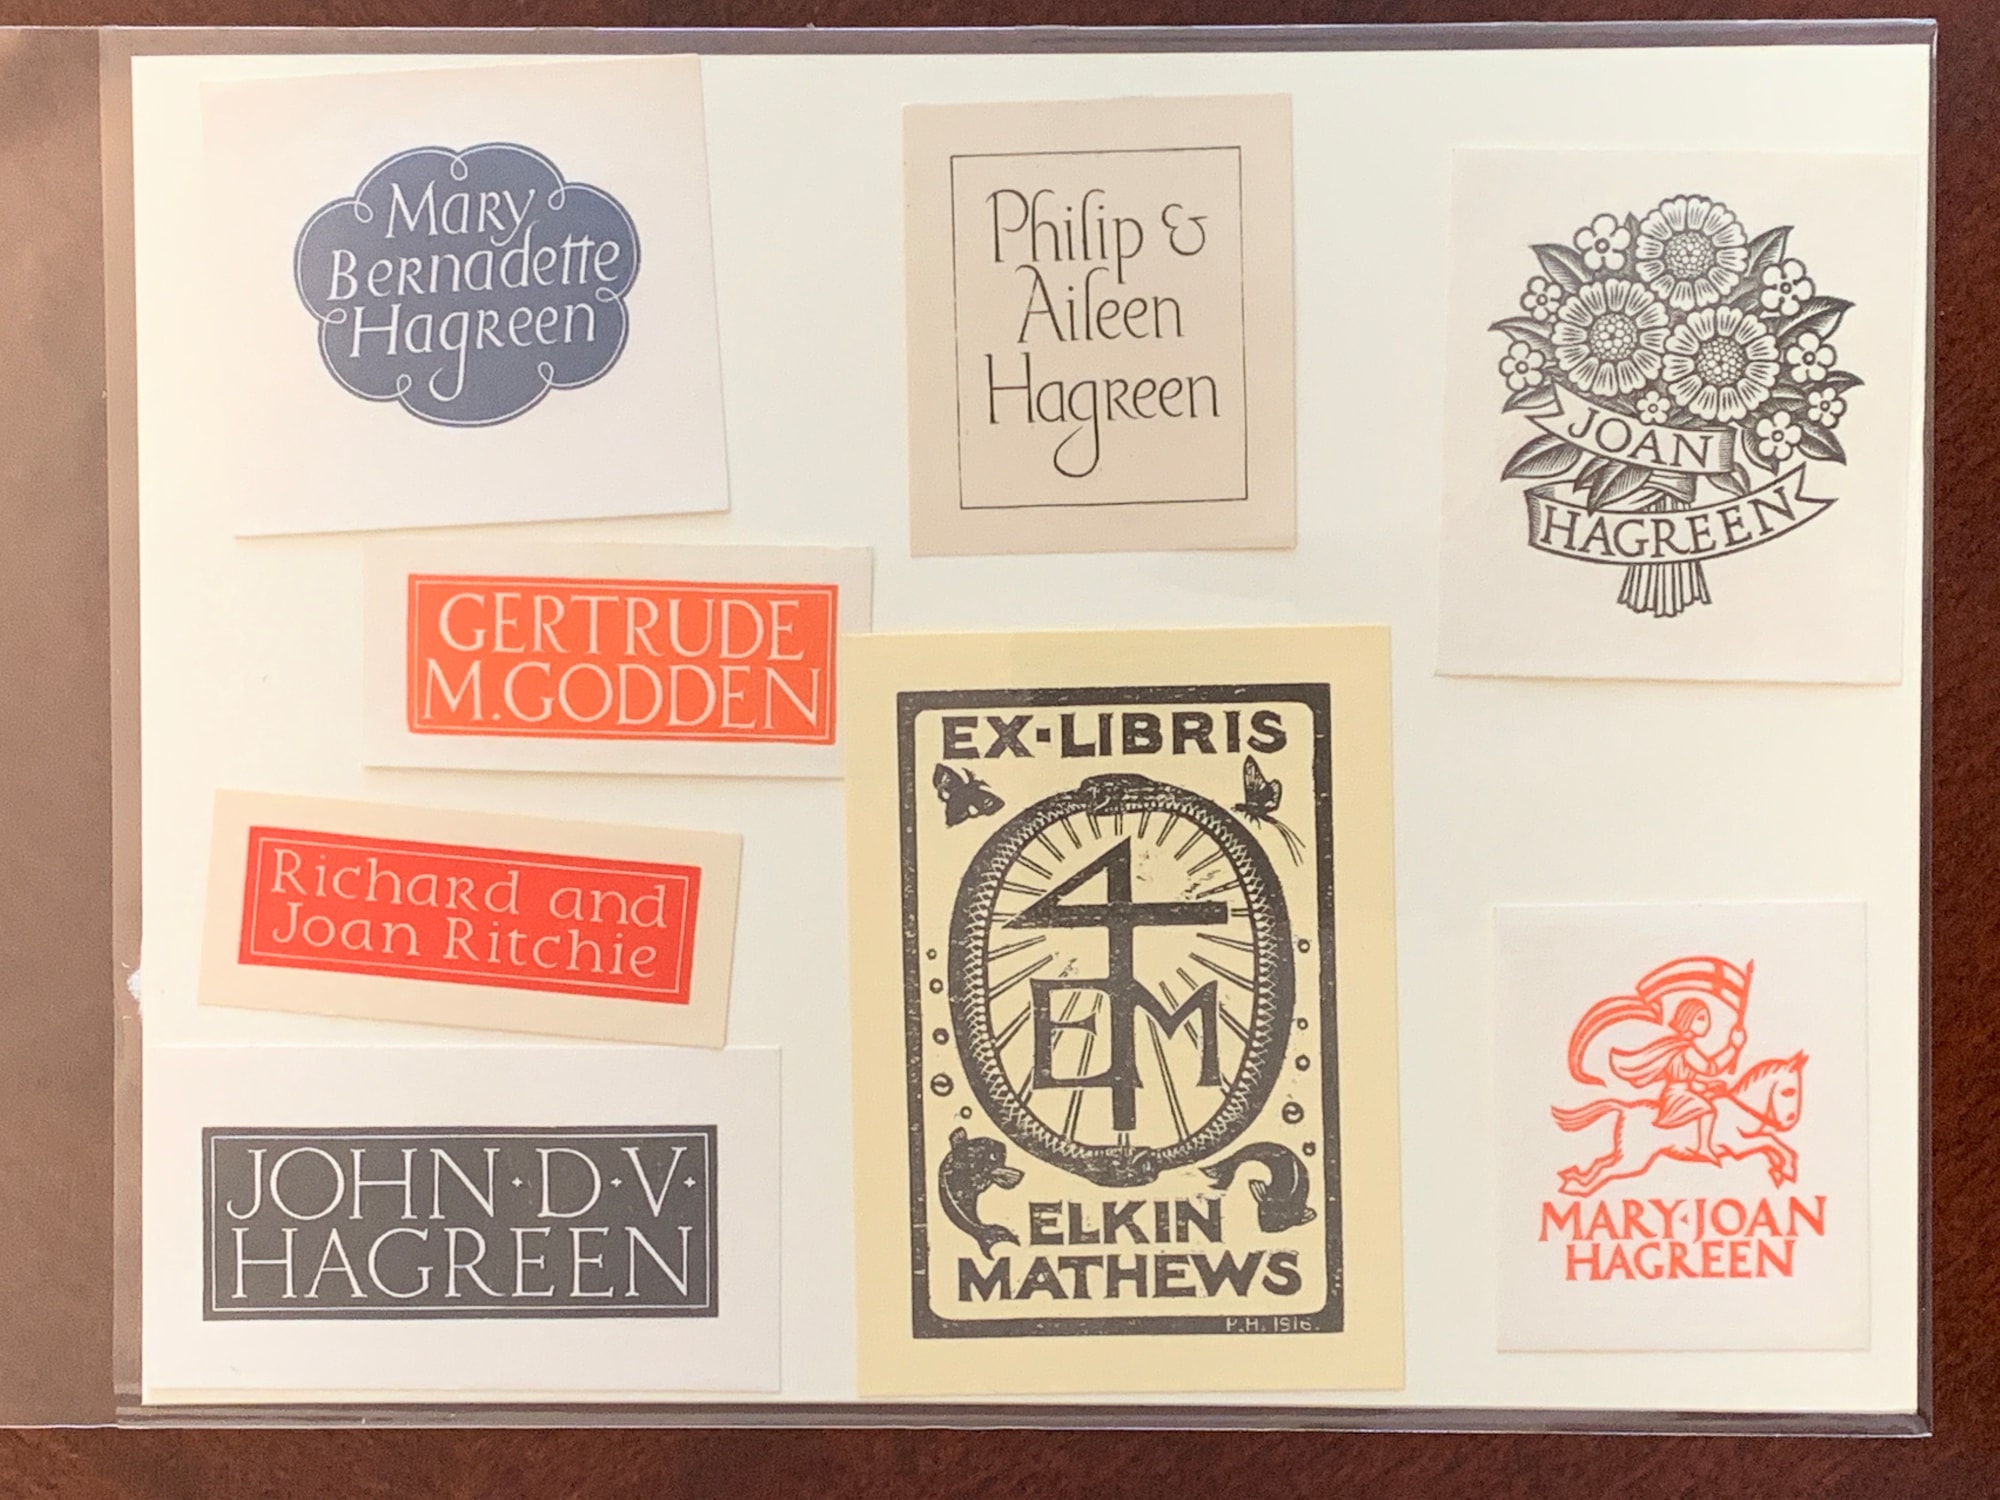 Mary
Bernadette
Hagreen
Philip &
Aileen
Hagreen
JOAN
HAGREEN
GERTRUDE
M.GODDEN
Richard and
Joan Ritchie
JOHN·D·V·
HAGREEN
EX·LIBRIS
4
EM
ELKIN
MATHEWS
P.H. 1916.
MARY·JOAN
HAGREEN